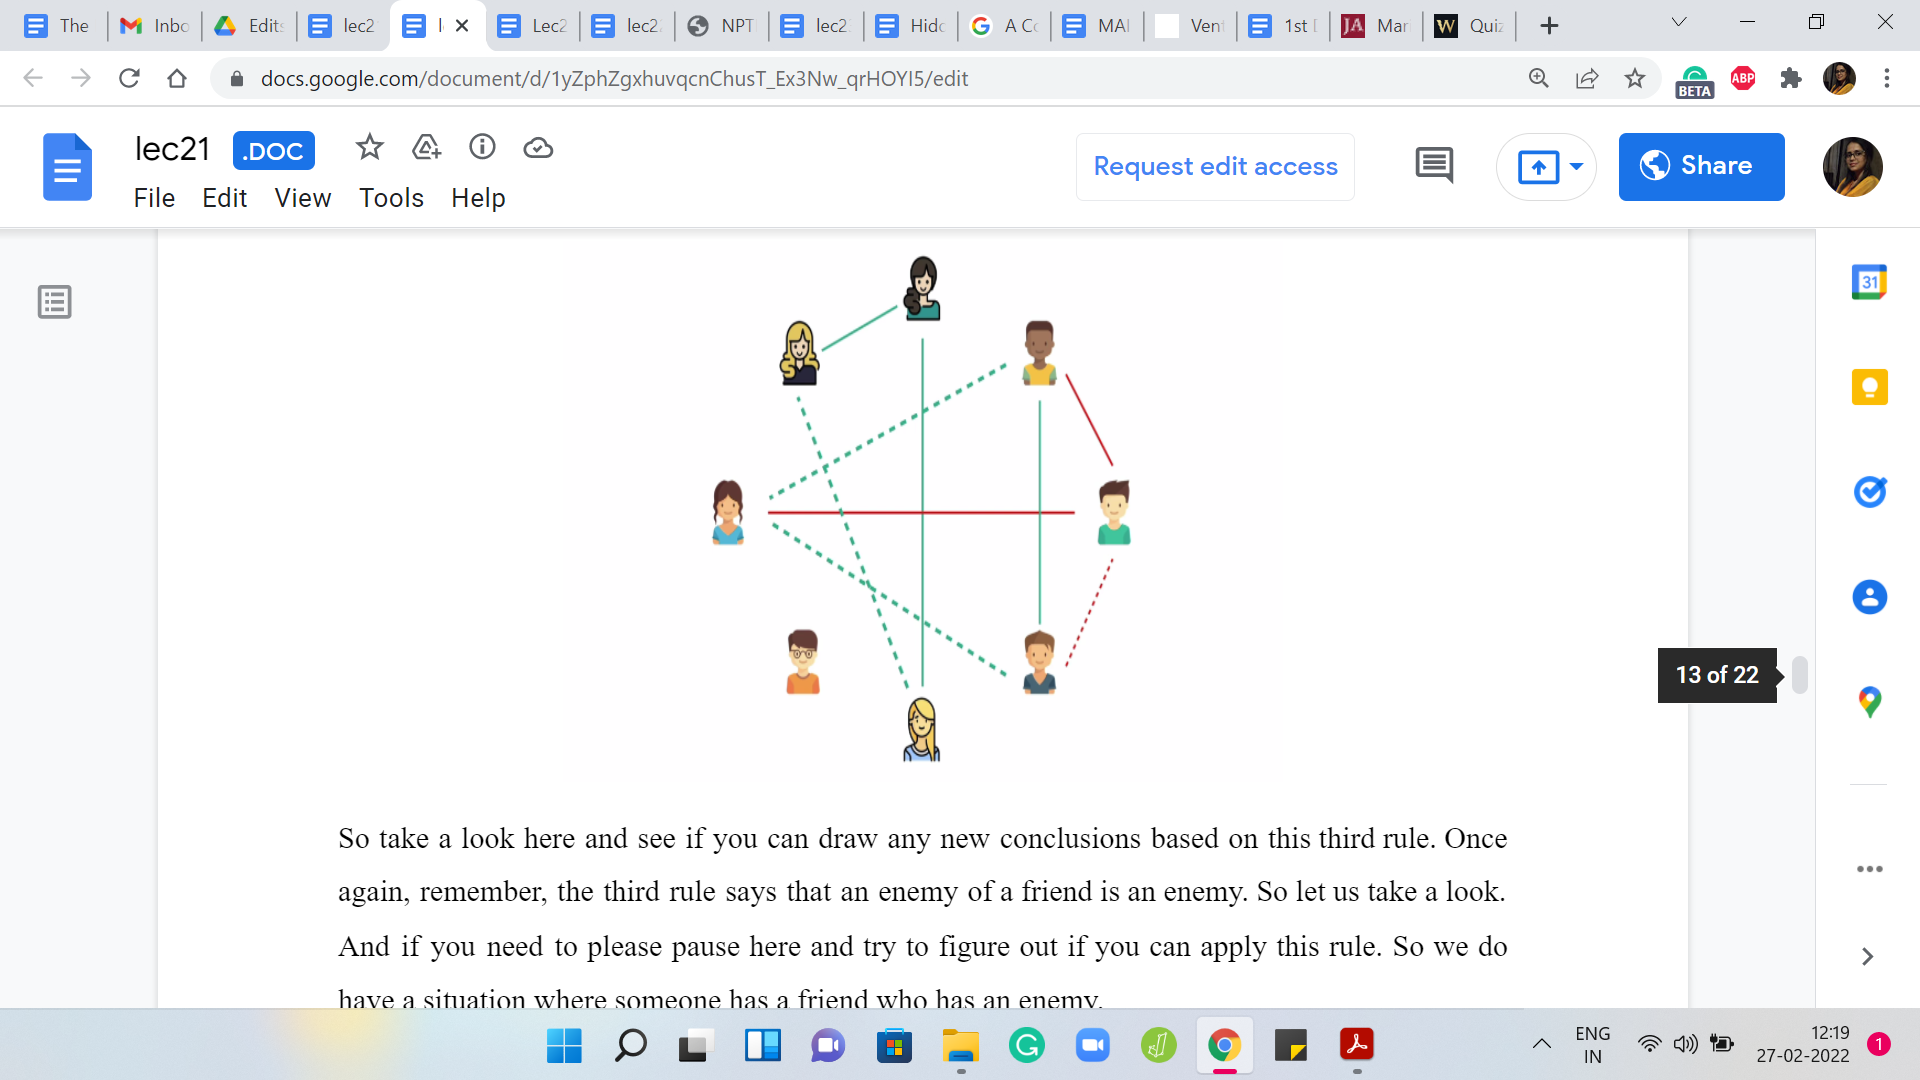 The
Inbo
Edits
lec2
l
Lec2
lec2
NPT
lec2
Hido
A Co
MAI
Vent
1st
Mar
Quiz
docs.google.com/document/d/1yZphZgxhuvqcnChusT_Ex3Nw_qrHOYI5/edit
BETA
ABP
lec21
.DOC
Request edit access
Share
File Edit View Tools Help
31
13 of 22
So take a look here and see if you can draw any new conclusions based on this third rule. Once
again, remember, the third rule says that an enemy of a friend is an enemy. So let us take a look.
And if you need to please pause here and try to figure out if you can apply this rule. So we do
have a situation where someone has a friend who has an enemy.
ENG
IN
12:19
27-02-2022
1